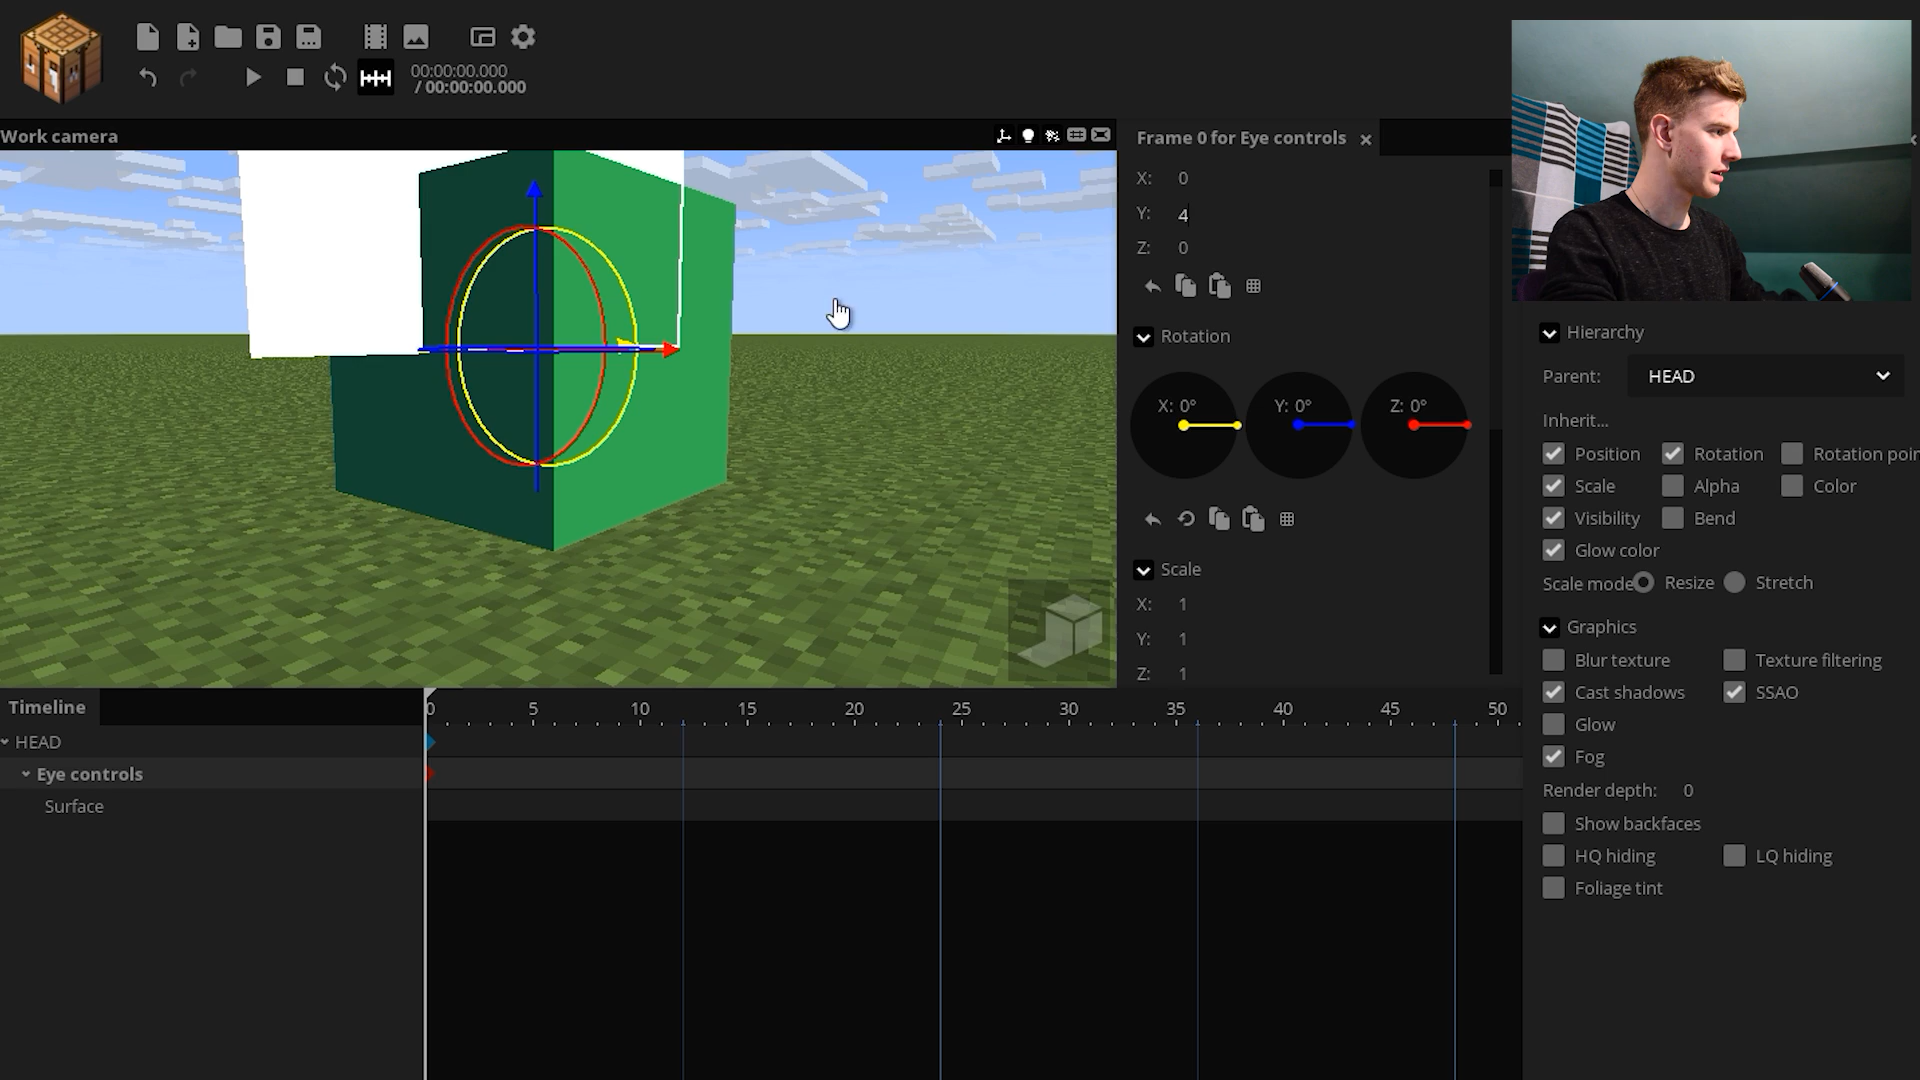 00:00:00.000
/ 00:00:00.000
Work camera
Frame 0 for Eye controls
X: 0
Y: 4
Z: 0
Rotation
X: 0° Y: 0° Z: 0°
Scale
X: 1
Y: 1
Z: 1
Hierarchy
Parent: HEAD
Inherit...
Position Rotation Rotation poin
Scale Alpha Color
Visibility Bend
Glow color
Scale mode Resize Stretch
Graphics
Blur texture Texture filtering
Cast shadows SSAO
Glow
Fog
Render depth: 0
Show backfaces
HQ hiding LQ hiding
Foliage tint
Timeline
0 5 10 15 20 25 30 35 40 45 50
HEAD
Eye controls
Surface